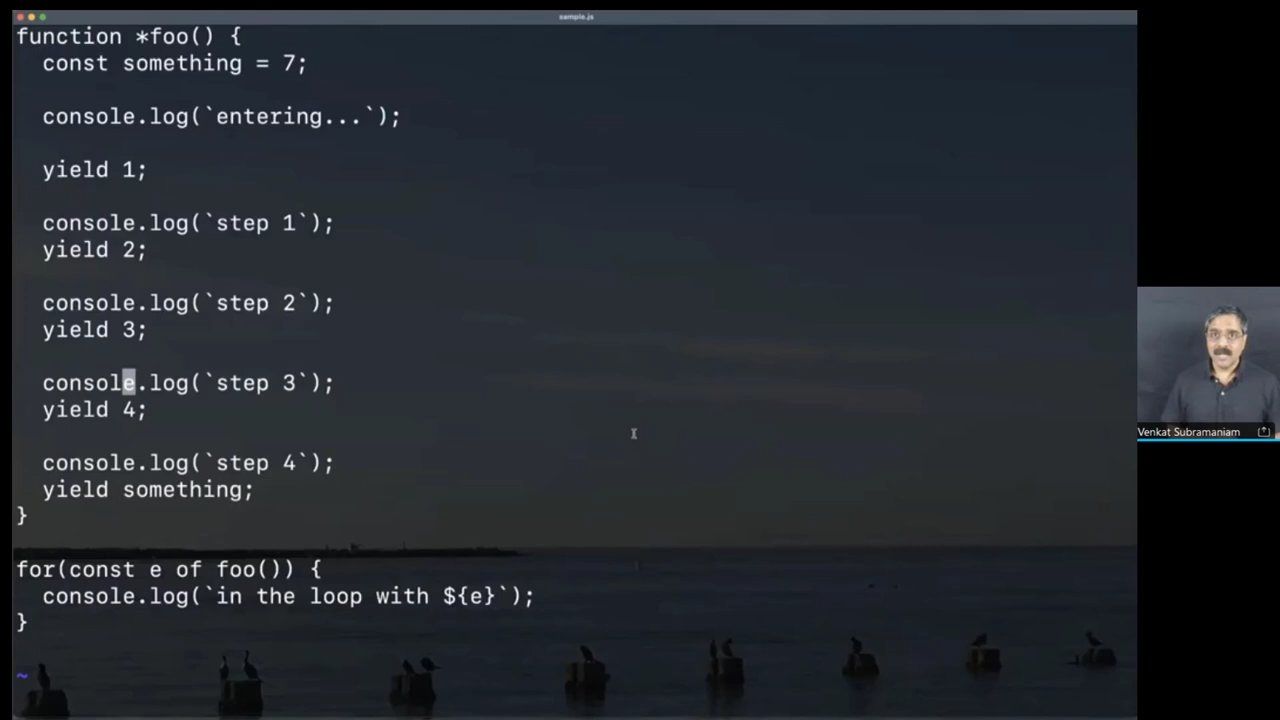 sample.js
function *foo() {
  const something = 7;
  console.log(`entering...`);
  yield 1;
  console.log(`step 1`);
  yield 2;
  console.log(`step 2`);
  yield 3;
  console.log(`step 3`);
  yield 4;
  console.log(`step 4`);
  yield something;
}
for(const e of foo()) {
  console.log(`in the loop with ${e}`);
}
~
Venkat Subramaniam